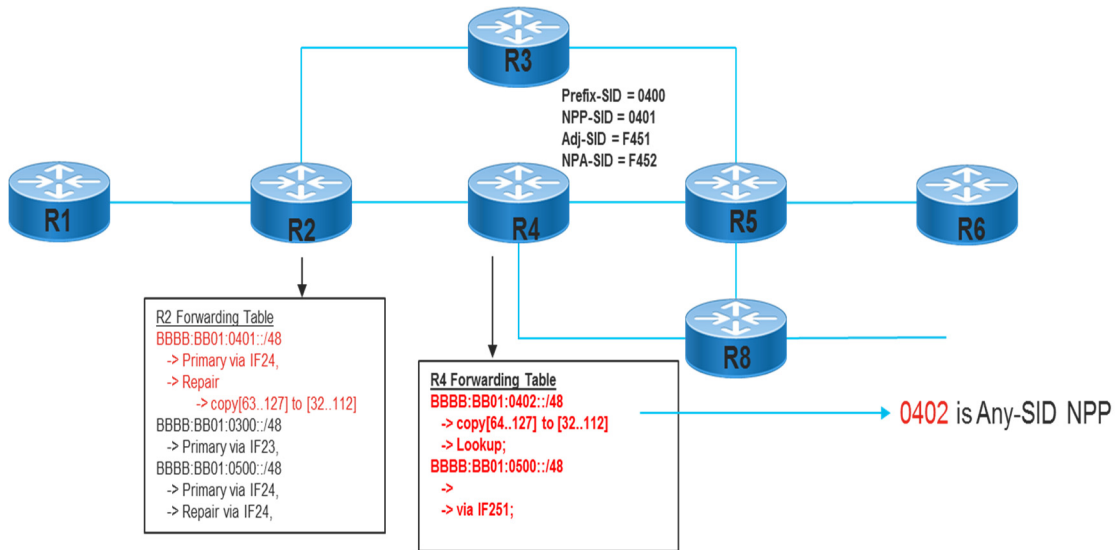 R3
Prefix-SID = 0400
NPP-SID = 0401
Adj-SID = F451
NPA-SID = F452
R1
R2
R4
R5
R6
R8
R2 Forwarding Table
BBBB:BB01:0401::/48
-> Primary via IF24,
-> Repair
-> copy[63..127] to [32..112]
BBBB:BB01:0300::/48
-> Primary via IF23,
BBBB:BB01:0500::/48
-> Primary via IF24,
-> Repair via IF24,
R4 Forwarding Table
BBBB:BB01:0402::/48
-> copy[64..127] to [32..112]
-> Lookup;
BBBB:BB01:0500::/48
->
-> via IF251;
0402 is Any-SID NPP